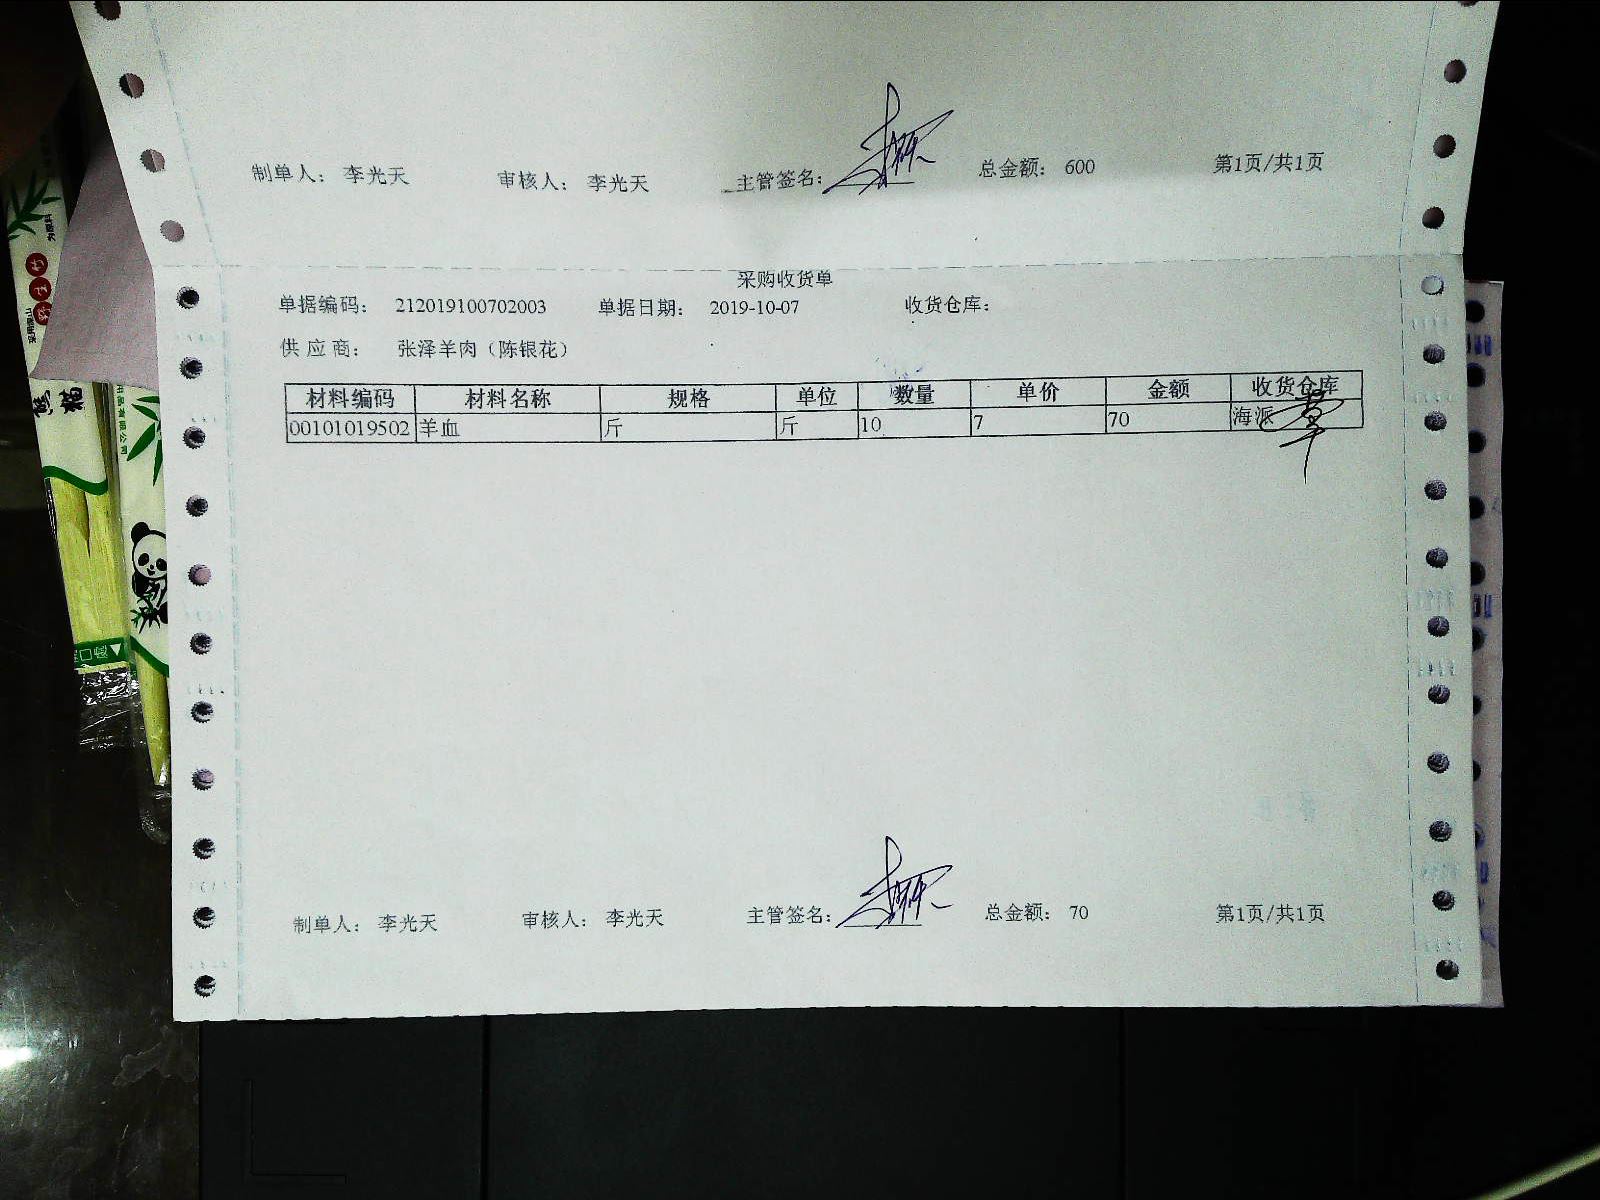 制单人： 李光天 审核人： 李光天 主管签名： 总金额： 600 第1页/共1页
采购收货单
单据编码： 212019100702003 单据日期： 2019-10-07 收货仓库：
供应商： 张泽羊肉（陈银花）
材料编码 材料名称 规格 单位 数量 单价 金额 收货仓库
00101019502 羊血 斤 斤 10 7 70 海派
制单人： 李光天 审核人： 李光天 主管签名： 总金额： 70 第1页/共1页